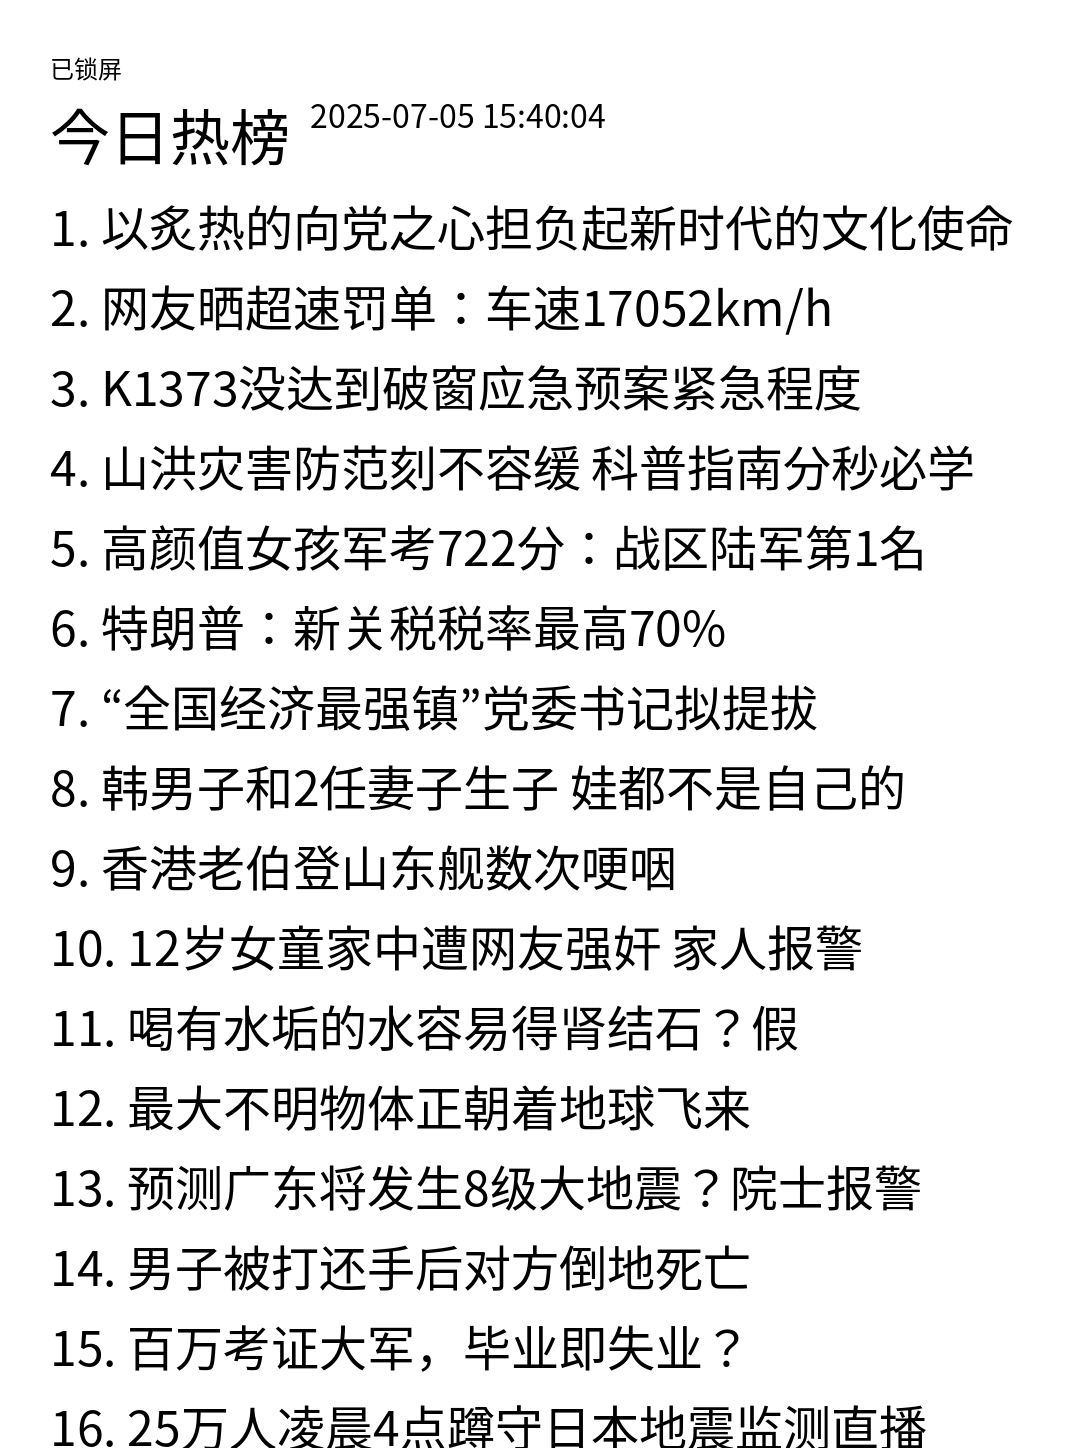 已锁屏
今日热榜 2025-07-05 15:40:04
1. 以炙热的向党之心担负起新时代的文化使命
2. 网友晒超速罚单：车速17052km/h
3. K1373没达到破窗应急预案紧急程度
4. 山洪灾害防范刻不容缓 科普指南分秒必学
5. 高颜值女孩军考722分：战区陆军第1名
6. 特朗普：新关税税率最高70%
7. “全国经济最强镇”党委书记拟提拔
8. 韩男子和2任妻子生子 娃都不是自己的
9. 香港老伯登山东舰数次哽咽
10. 12岁女童家中遭网友强奸 家人报警
11. 喝有水垢的水容易得肾结石？假
12. 最大不明物体正朝着地球飞来
13. 预测广东将发生8级大地震？院士报警
14. 男子被打还手后对方倒地死亡
15. 百万考证大军，毕业即失业？
16. 25万人凌晨4点蹲守日本地震监测直播